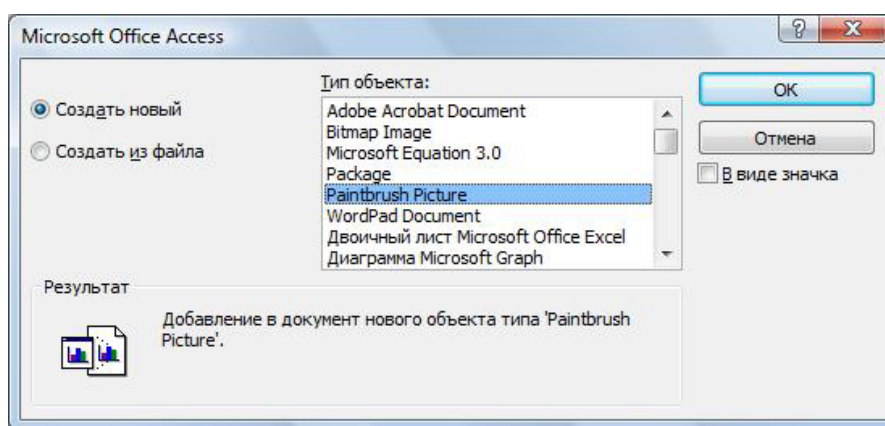 Microsoft Office Access
Создать новый
Создать из файла
Тип объекта:
Adobe Acrobat Document
Bitmap Image
Microsoft Equation 3.0
Package
Paintbrush Picture
WordPad Document
Двоичный лист Microsoft Office Excel
Диаграмма Microsoft Graph
ОК
Отмена
В виде значка
Результат
Добавление в документ нового объекта типа 'Paintbrush
Picture'.